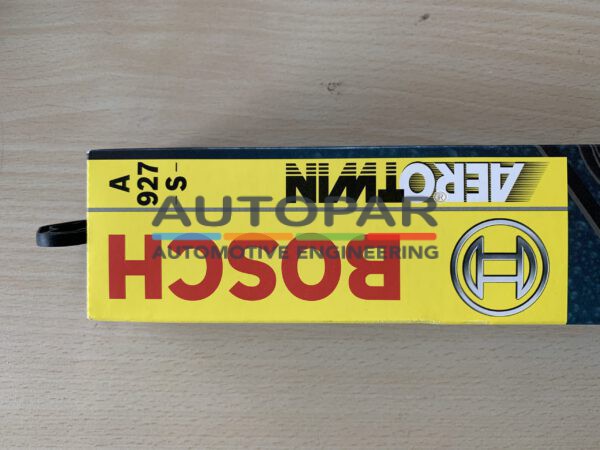 A
927
S-
AEROTWIN®
BOSCH
AUTOPAR
AUTOMOTIVE ENGINEERING